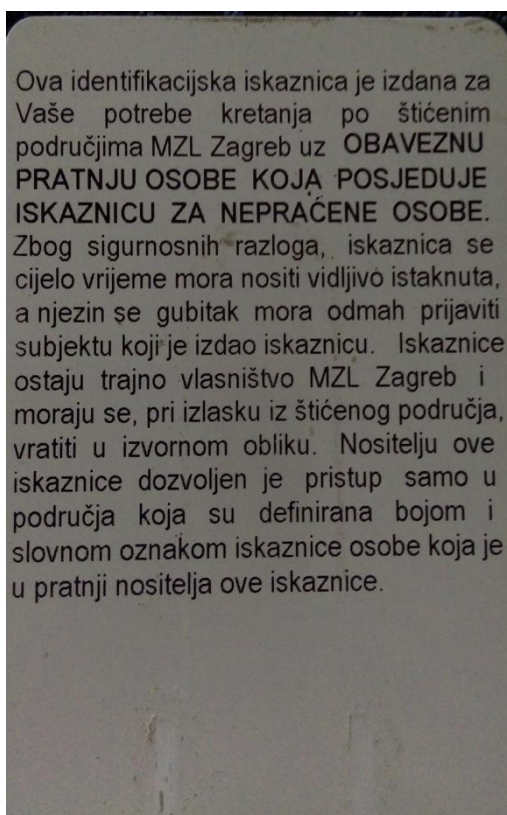 Ova identifikacijska iskaznica je izdana za
Vaše potrebe kretanja po štićenim
područjima MZL Zagreb uz OBAVEZNU
PRATNJU OSOBE KOJA POSJEDUJE
ISKAZNICU ZA NEPRAĆENE OSOBE.
Zbog sigurnosnih razloga, iskaznica se
cijelo vrijeme mora nositi vidljivo istaknuta,
a njezin se gubitak mora odmah prijaviti
subjektu koji je izdao iskaznicu. Iskaznice
ostaju trajno vlasništvo MZL Zagreb i
moraju se, pri izlasku iz štićenog područja,
vratiti u izvornom obliku. Nositelju ove
iskaznice dozvoljen je pristup samo u
područja koja su definirana bojom i
slovnom oznakom iskaznice osobe koja je
u pratnji nositelja ove iskaznice.